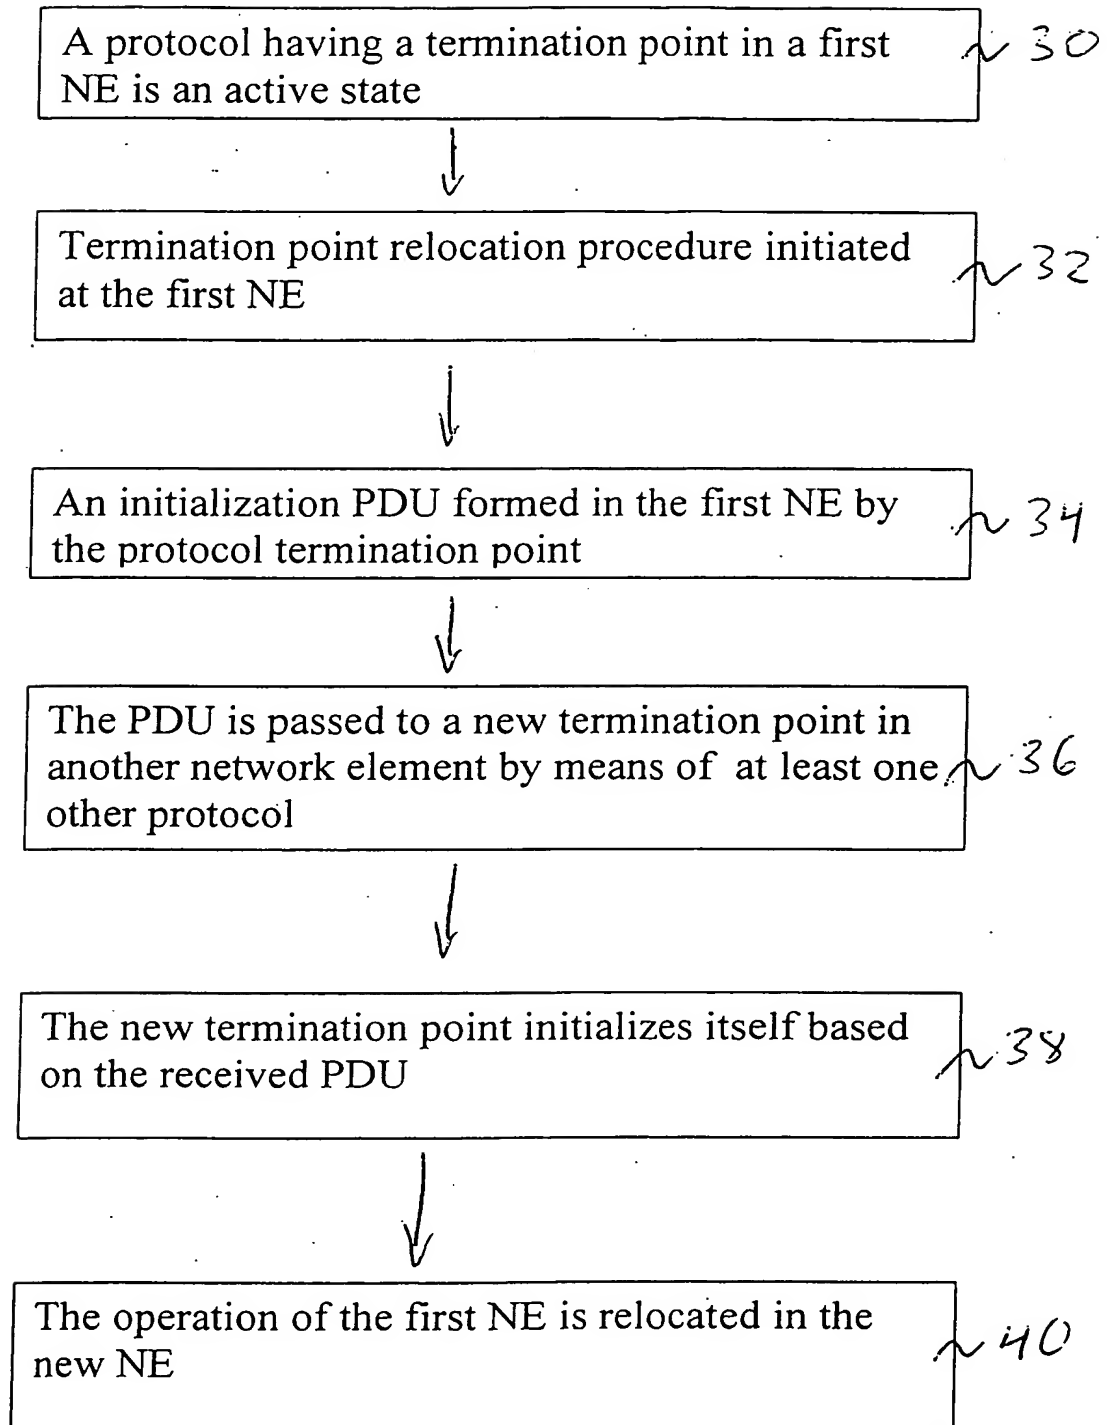 A protocol having a termination point in a first
NE is an active state
30
Termination point relocation procedure initiated
at the first NE
32
An initialization PDU formed in the first NE by
the protocol termination point
34
The PDU is passed to a new termination point in
another network element by means of at least one
other protocol
36
The new termination point initializes itself based
on the received PDU
38
The operation of the first NE is relocated in the
new NE
40